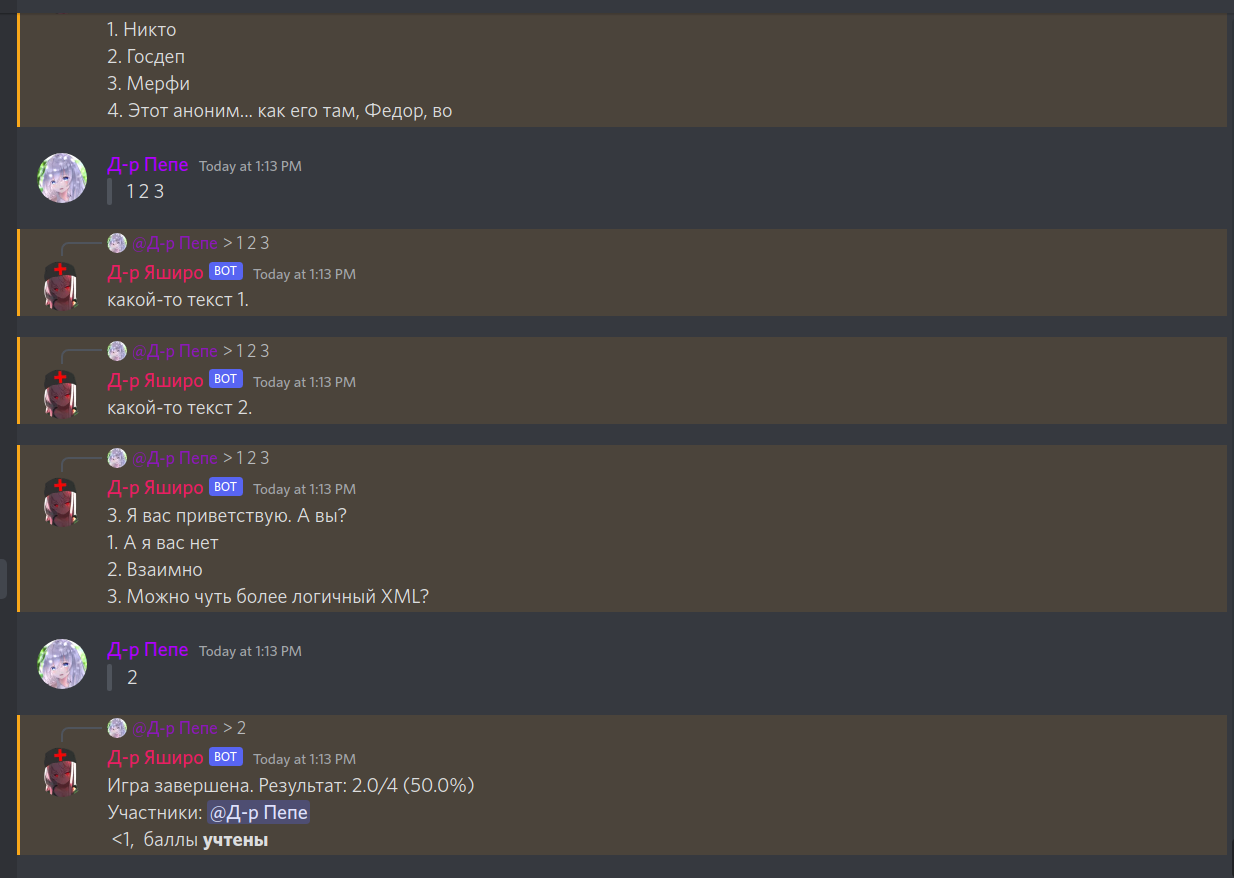 1. Никто
2. Госдеп
3. Мерфи
4. Этот аноним... как его там, Федор, во
Д-р Пепе Today at 1:13 PM
1 2 3
@Д-р Пепе > 1 2 3
Д-р Яширо BOT Today at 1:13 PM
какой-то текст 1.
@Д-р Пепе > 1 2 3
Д-р Яширо BOT Today at 1:13 PM
какой-то текст 2.
@Д-р Пепе > 1 2 3
Д-р Яширо BOT Today at 1:13 PM
3. Я вас приветствую. А вы?
1. А я вас нет
2. Взаимно
3. Можно чуть более логичный XML?
Д-р Пепе Today at 1:13 PM
2
@Д-р Пепе > 2
Д-р Яширо BOT Today at 1:13 PM
Игра завершена. Результат: 2.0/4 (50.0%)
Участники: @Д-р Пепе
<1, баллы учтены